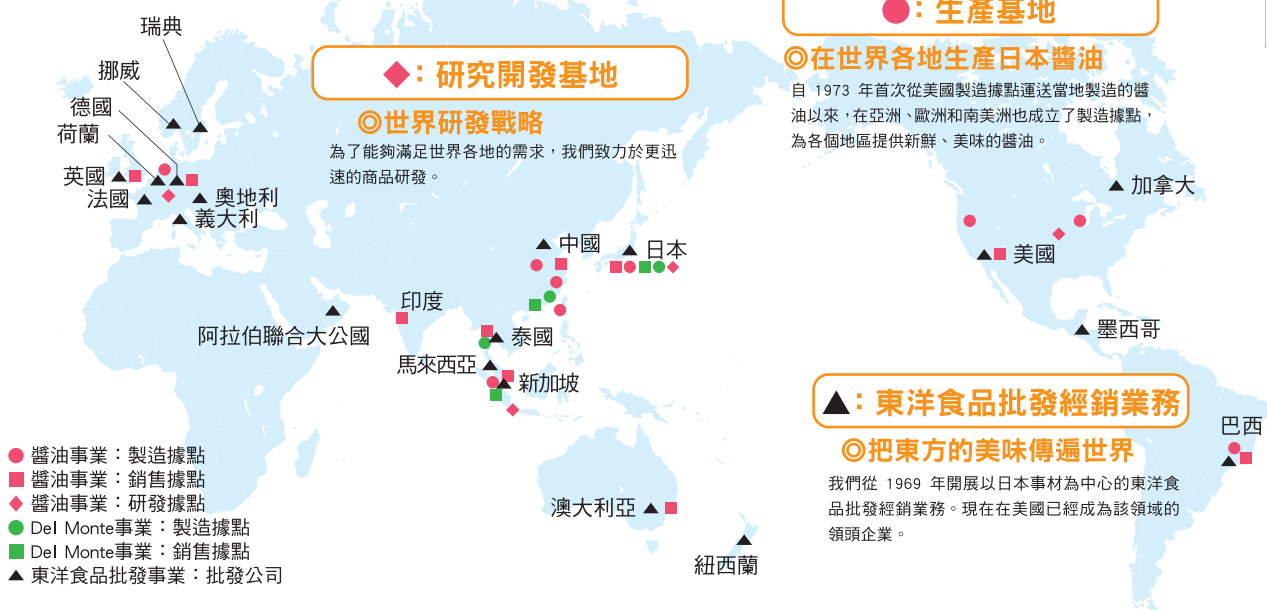 ●：生產基地
◎在世界各地生產日本醬油
自 1973 年首次從美國製造據點運送當地製造的醬
油以來，在亞洲、歐洲和南美洲也成立了製造據點，
為各個地區提供新鮮、美味的醬油。
◆：研究開發基地
◎世界研發戰略
為了能夠滿足世界各地的需求，我們致力於更迅
速的商品研發。
瑞典
挪威
德國
荷蘭
英國
法國
奧地利
義大利
中國
日本
印度
阿拉伯聯合大公國
泰國
馬來西亞
新加坡
澳大利亞
紐西蘭
加拿大
美國
墨西哥
巴西
▲：東洋食品批發經銷業務
◎把東方的美味傳遍世界
我們從 1969 年開展以日本事材為中心的東洋食
品批發經銷業務。現在在美國已經成為該領域的
領頭企業。
● 醬油事業：製造據點
■ 醬油事業：銷售據點
◆ 醬油事業：研發據點
● Del Monte事業：製造據點
■ Del Monte事業：銷售據點
▲ 東洋食品批發事業：批發公司